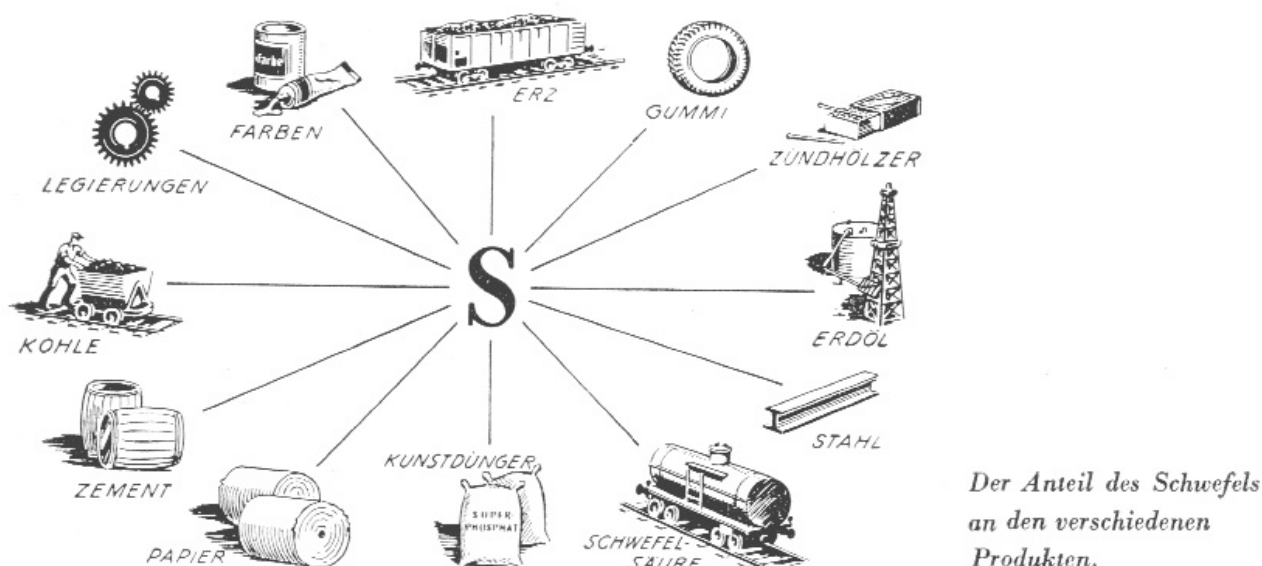 Farbe
ERZ
GUMMI
FARBEN
ZÜNDHÖLZER
LEGIERUNGEN
S
KOHLE
ERDÖL
STAHL
ZEMENT
KUNSTDÜNGER
SUPER-
PHOSPHAT
PAPIER
SCHWEFEL-
SÄURE
Der Anteil des Schwefels
an den verschiedenen
Produkten.